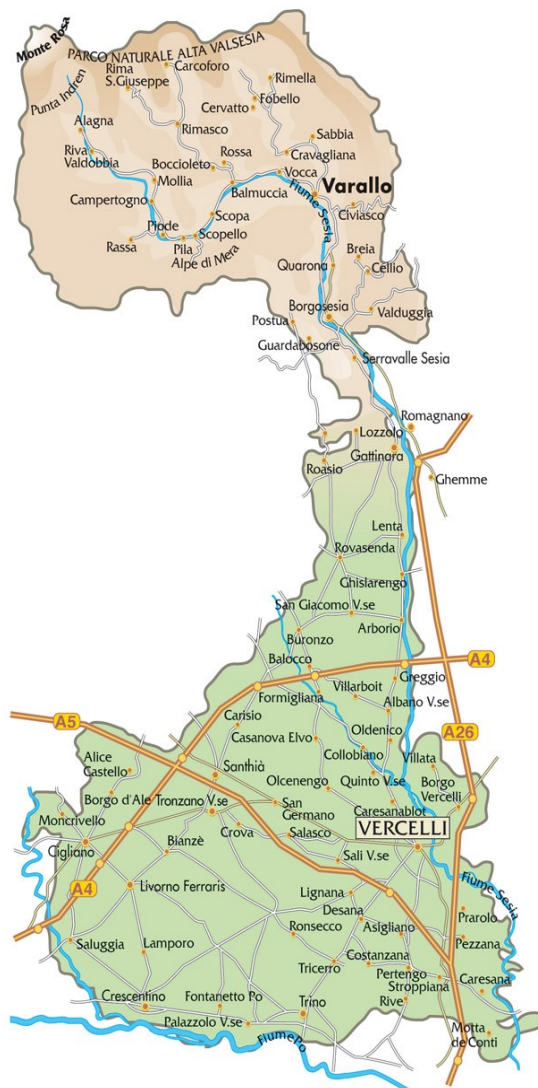 Monte Rosa
PARCO NATURALE ALTA VALSESIA
Punta Indren
Rima
S.Giuseppe
Carcoforo
Rimella
Fobello
Cervatto
Alagna
Rimasco
Sabbia
Riva
Valdobbia
Rossa
Cravagliana
Boccioleto
Vocca
Mollia
Balmuccia
Varallo
Fiume Sesia
Campertogno
Civiasco
Scopa
Piode
Scopello
Rassa
Pila
Alpe di Mera
Breia
Quarona
Cellio
Borgosesia
Valduggia
Postua
Guardabosone
Serravalle Sesia
Romagnano
Lozzolo
Gattinara
Roasio
Ghemme
Lenta
Rovasenda
Ghislarengo
San Giacomo V.se
Arborio
Buronzo
Balocco
A4
Greggio
Formigliana
Villarboit
Albano V.se
Carisio
A5
Oldenico
A26
Casanova Elvo
Collobiano
Villata
Alice
Castello
Santhià
Quinto V.se
Borgo
Vercelli
Olcenengo
Borgo d'Ale
Tronzano V.se
San
Germano
Caresanablot
Moncrivello
Crova
Salasco
VERCELLI
Cigliano
Bianzè
Sali V.se
A4
Livorno Ferraris
Lignana
Fiume Sesia
Desana
Prarolo
Ronsecco
Asigliano
Pezzana
Saluggia
Lamporo
Costanzana
Tricerro
Pertengo
Stroppiana
Caresana
Crescentino
Fontanetto Po
Trino
Rive
Palazzolo V.se
Motta
de Conti
FiumePo